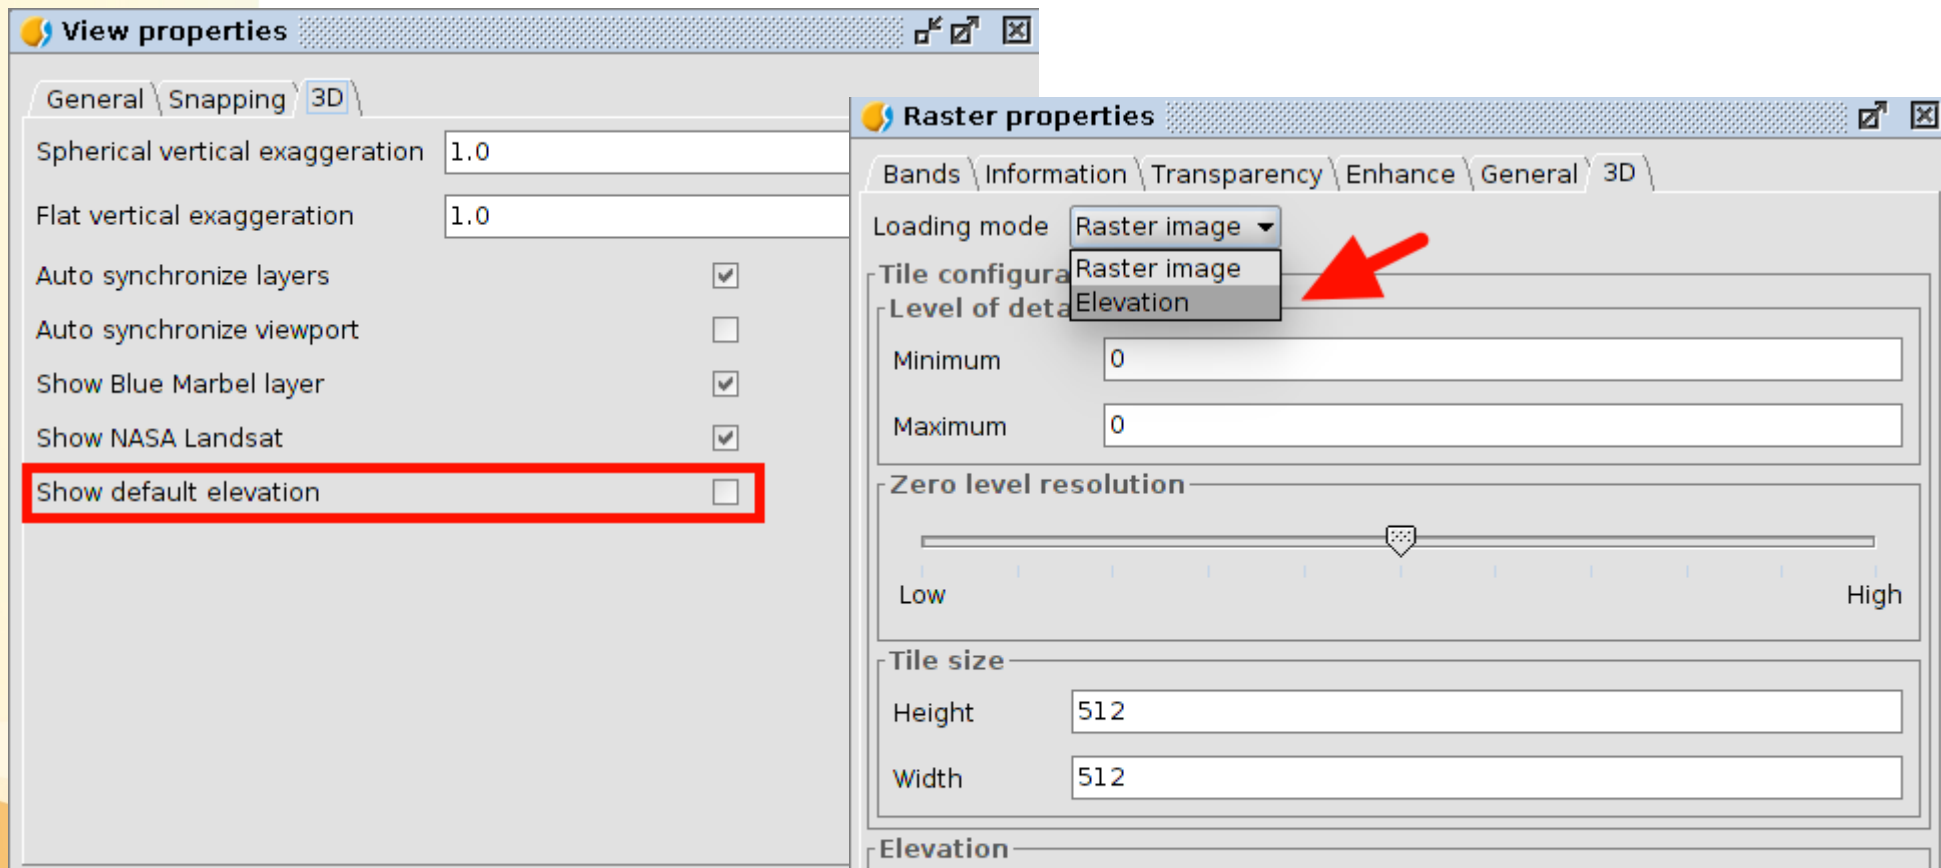 View properties
General Snapping 3D
Spherical vertical exaggeration 1.0
Flat vertical exaggeration 1.0
Auto synchronize layers
Auto synchronize viewport
Show Blue Marbel layer
Show NASA Landsat
Show default elevation
Raster properties
Bands Information Transparency Enhance General 3D
Loading mode Raster image
Raster image
Elevation
Tile configura
Level of deta
Minimum 0
Maximum 0
Zero level resolution
Low High
Tile size
Height 512
Width 512
Elevation